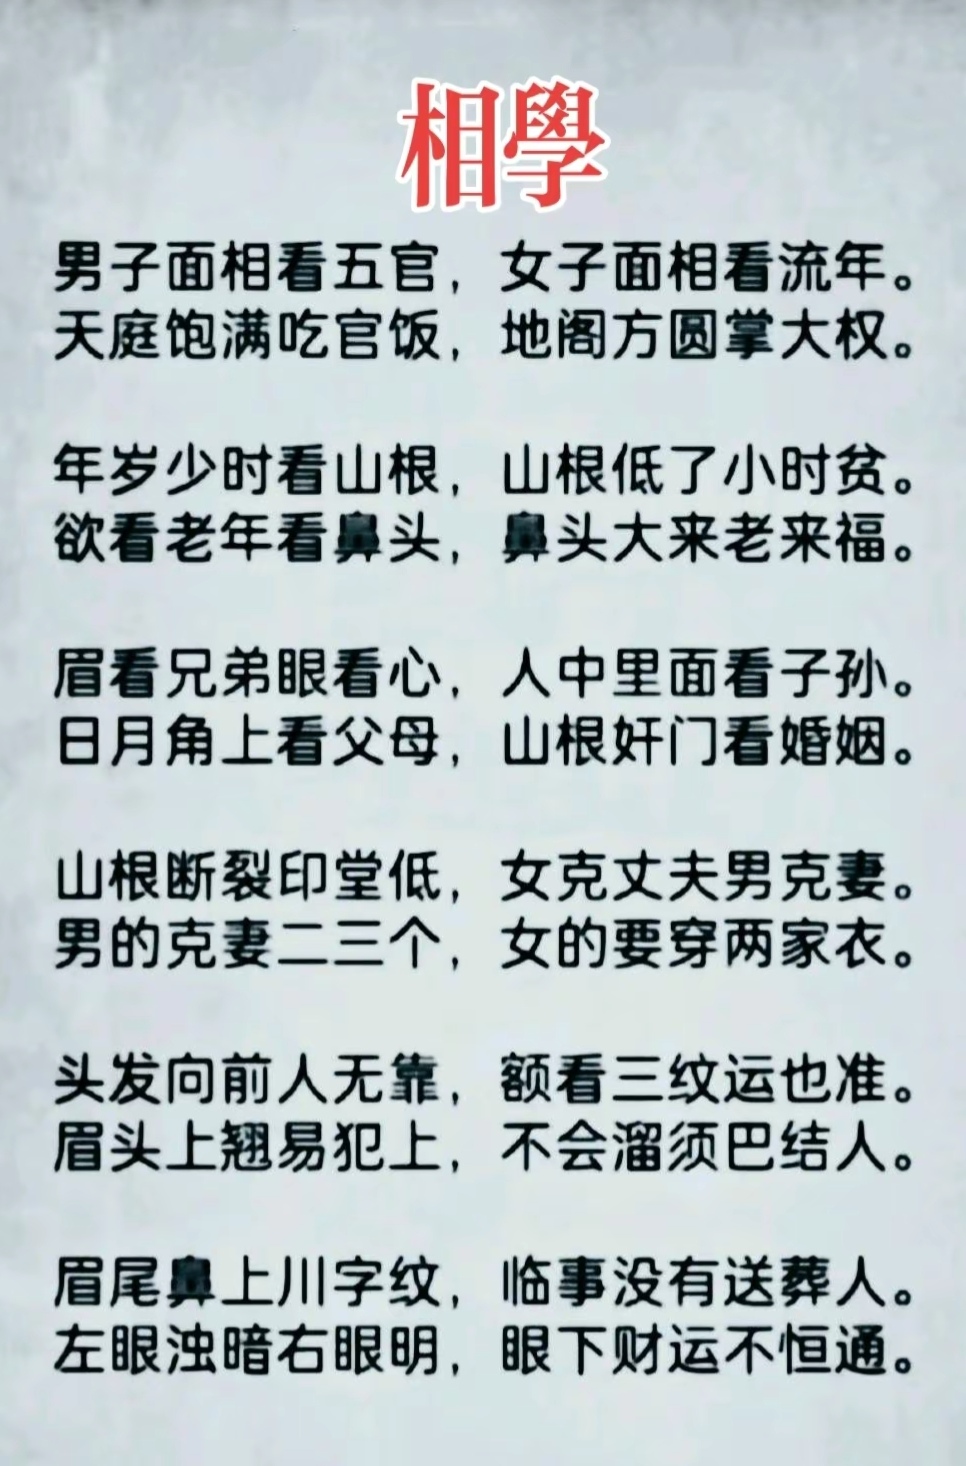 相學
男子面相看五官，女子面相看流年。
天庭饱满吃官饭，地阁方圆掌大权。
年岁少时看山根，山根低了小时贫。
欲看老年看鼻头，鼻头大来老来福。
眉看兄弟眼看心，人中里面看子孙。
日月角上看父母，山根奸门看婚姻。
山根断裂印堂低，女克丈夫男克妻。
男的克妻二三个，女的要穿两家衣。
头发向前人无靠，额看三纹运也准。
眉头上翘易犯上，不会溜须巴结人。
眉尾鼻上川字纹，临事没有送葬人。
左眼浊暗右眼明，眼下财运不恒通。